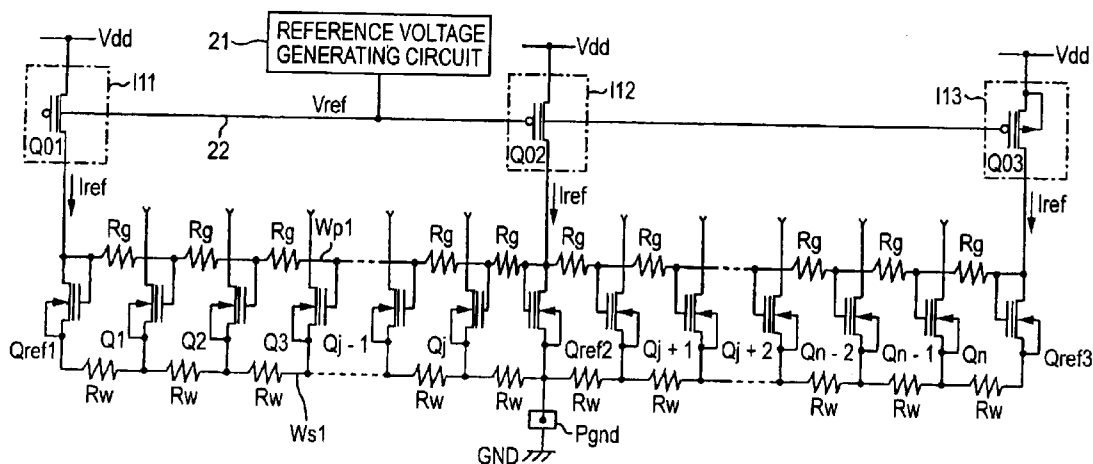 21
REFERENCE VOLTAGE
GENERATING CIRCUIT
Vdd
Vdd
Vdd
I11
I12
I13
Vref
22
Q01
Q02
Q03
Iref
Iref
Iref
Rg
Rg
Rg
Wp1
Rg
Rg
Rg
Rg
Rg
Rg
Rg
Qref1
Q1
Q2
Q3
Qj - 1
Qj
Qref2
Qj + 1
Qj + 2
Qn - 2
Qn - 1
Qn
Qref3
Rw
Rw
Rw
Ws1
Rw
Rw
Rw
Rw
Rw
Rw
Rw
Pgnd
GND